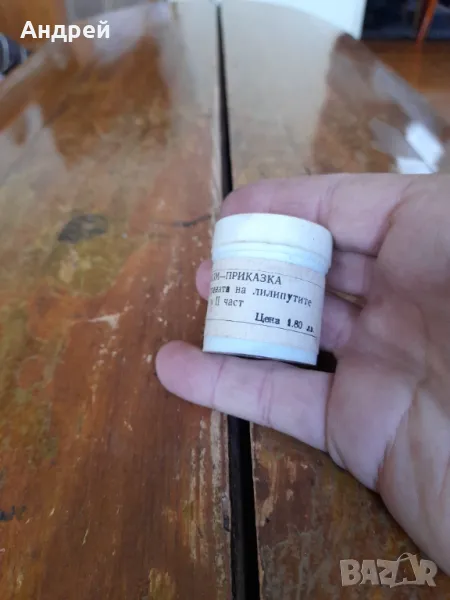 Андрей
–ПРИКАЗКА
на лилипутите
II част
Цена 1.80 лв.
bazar